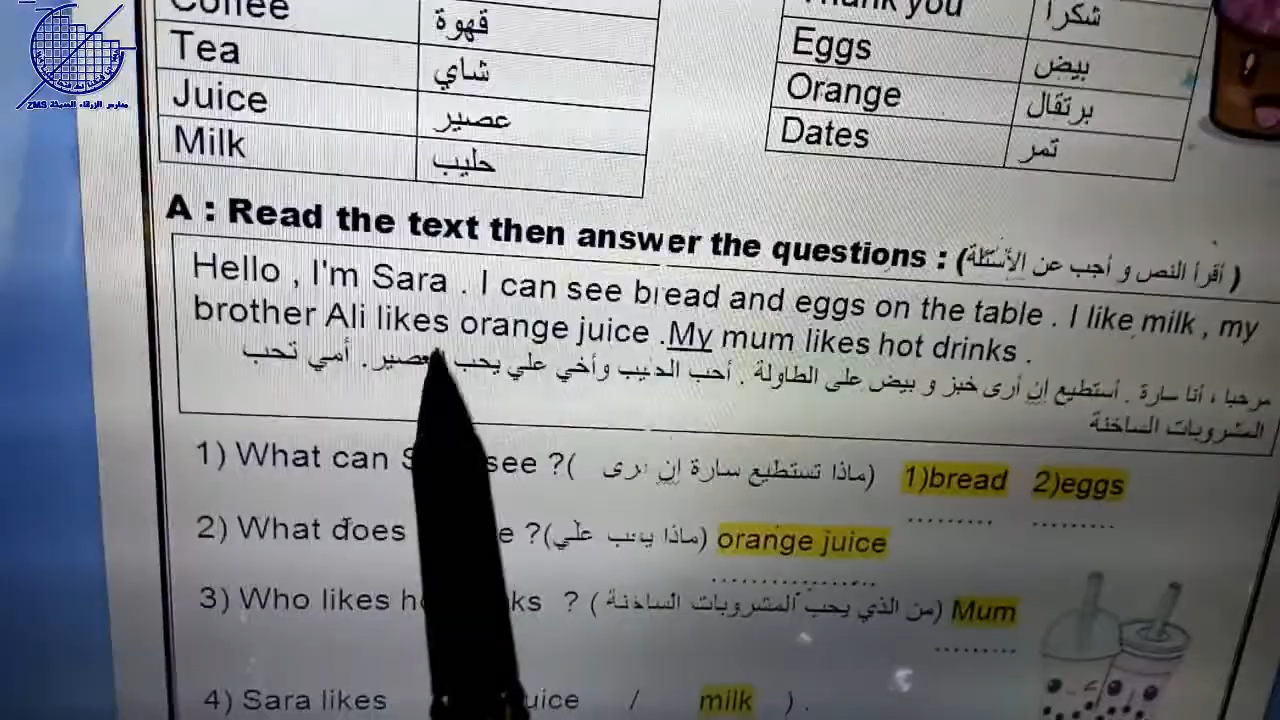 ZMS مدارس الزرقاء الحديثة
Coffee قهوة
Tea شاي
Juice عصير
Milk حليب
Thank you شكرا
Eggs بيض
Orange برتقال
Dates تمر
A : Read the text then answer the questions : ( أقرأ النص و أجب عن الأسئلة )
Hello , I'm Sara . I can see bread and eggs on the table . I like milk , my
brother Ali likes orange juice .My mum likes hot drinks .
مرحبا ، أنا سارة . أستطيع إن أرى خبز و بيض على الطاولة . أحب الحليب وأخي علي يحب العصير . أمي تحب
المشروبات الساخنة
1) What can see ?( ماذا تستطيع سارة إن ترى) 1)bread 2)eggs
2) What does ?(ماذا يحب علي) orange juice
3) Who likes ? ( من الذي يحب المشروبات الساخنة) Mum
4) Sara likes / milk ) .